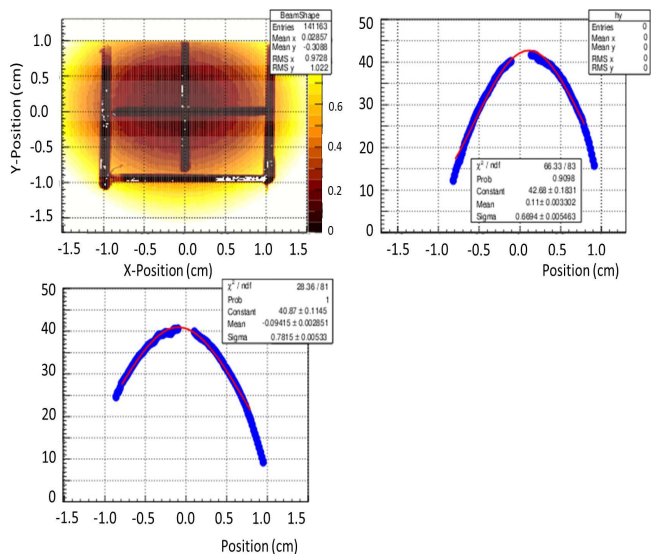 BeamShape
Entries 141163
Mean x 0.02857
Mean y -0.3088
RMS x 0.9728
RMS y 1.022
1.0
0.5
0.0
-0.5
-1.0
-1.5
Y-Position (cm)
0.6
0.4
0.2
0
-1.5 -1.0 -0.5 0.0 0.5 1.0 1.5
X-Position (cm)
hy
Entries 0
Mean x 0
Mean y 0
RMS x 0
RMS y 0
50
40
30
20
10
0
χ² / ndf 66.33 / 83
Prob 0.9098
Constant 42.68 ± 0.1831
Mean 0.11± 0.003302
Sigma 0.6694 ± 0.005463
-1.5 -1.0 -0.5 0.0 0.5 1.0
Position (cm)
χ² / ndf 28.36 / 81
Prob 1
Constant 40.87 ± 0.1145
Mean -0.09415 ± 0.002851
Sigma 0.7815 ± 0.00533
50
40
30
20
10
0
-1.5 -1.0 -0.5 0.0 0.5 1.0 1.5
Position (cm)